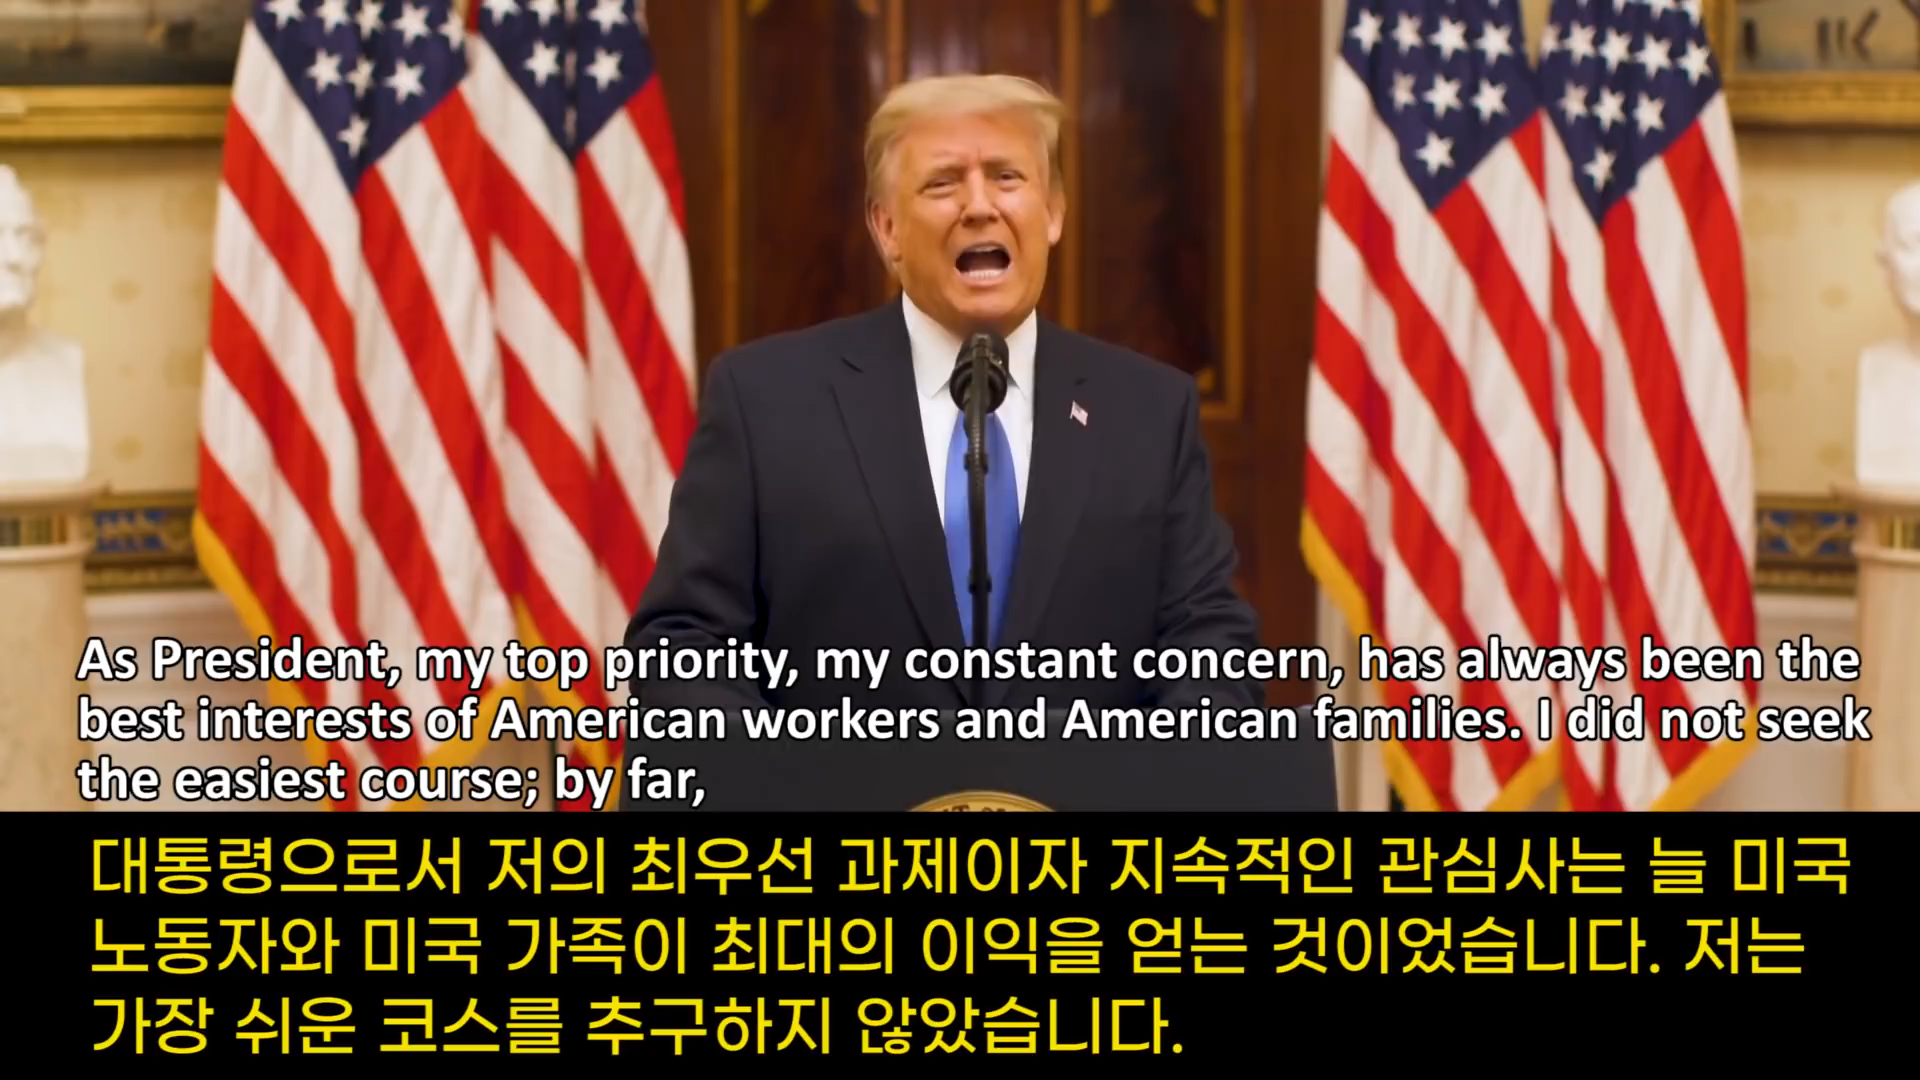 As President, my top priority, my constant concern, has always been the
best interests of American workers and American families. I did not seek
the easiest course; by far,
대통령으로서 저의 최우선 과제이자 지속적인 관심사는 늘 미국
노동자와 미국 가족이 최대의 이익을 얻는 것이었습니다. 저는
가장 쉬운 코스를 추구하지 않았습니다.